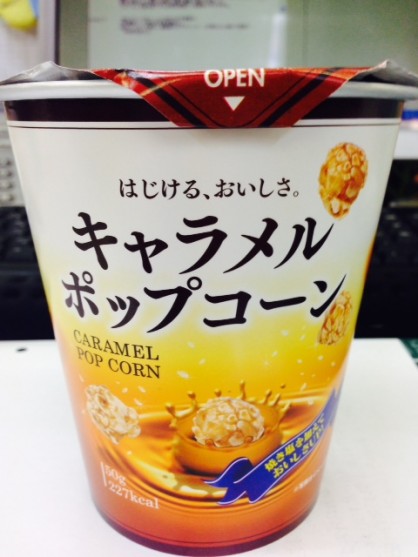 OPEN
はじける、おいしさ。
キャラメル
ポップコーン
CARAMEL
POP CORN
50g
227kcal